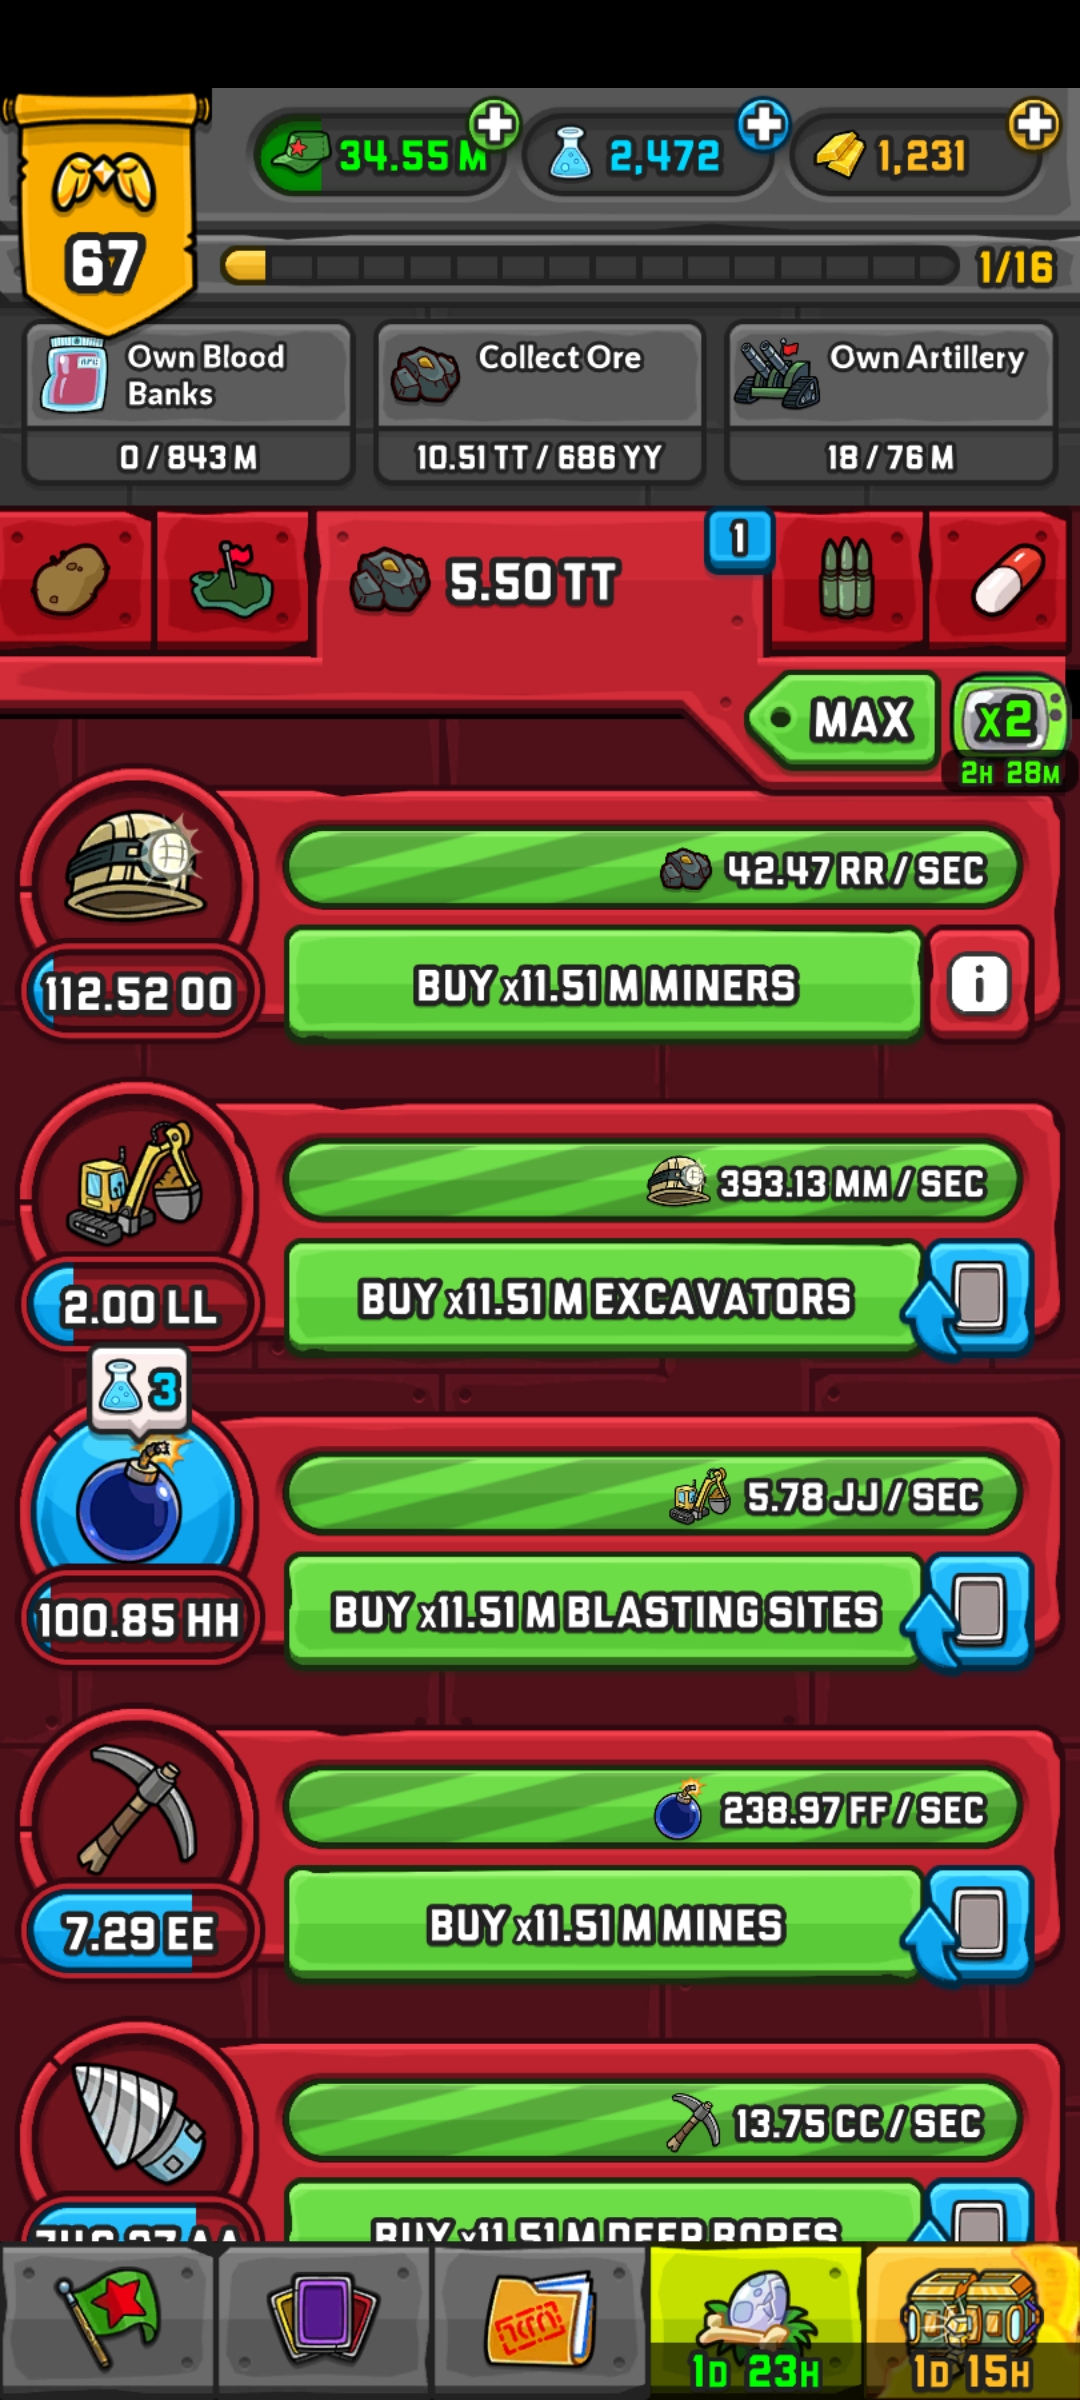 34.55 M
2,472
1,231
67
1/16
Own Blood
Banks
0 / 843 M
Collect Ore
10.51 TT / 686 YY
Own Artillery
18 / 76 M
5.50 TT
1
MAX
x2
2H 28M
42.47 RR / SEC
112.52 OO
BUY x11.51 M MINERS
i
393.13 MM / SEC
2.00 LL
BUY x11.51 M EXCAVATORS
3
5.78 JJ / SEC
100.85 HH
BUY x11.51 M BLASTING SITES
238.97 FF / SEC
7.29 EE
BUY x11.51 M MINES
13.75 CC / SEC
BUY x11.51 M DEEP BORES
1D 23H
1D 15H